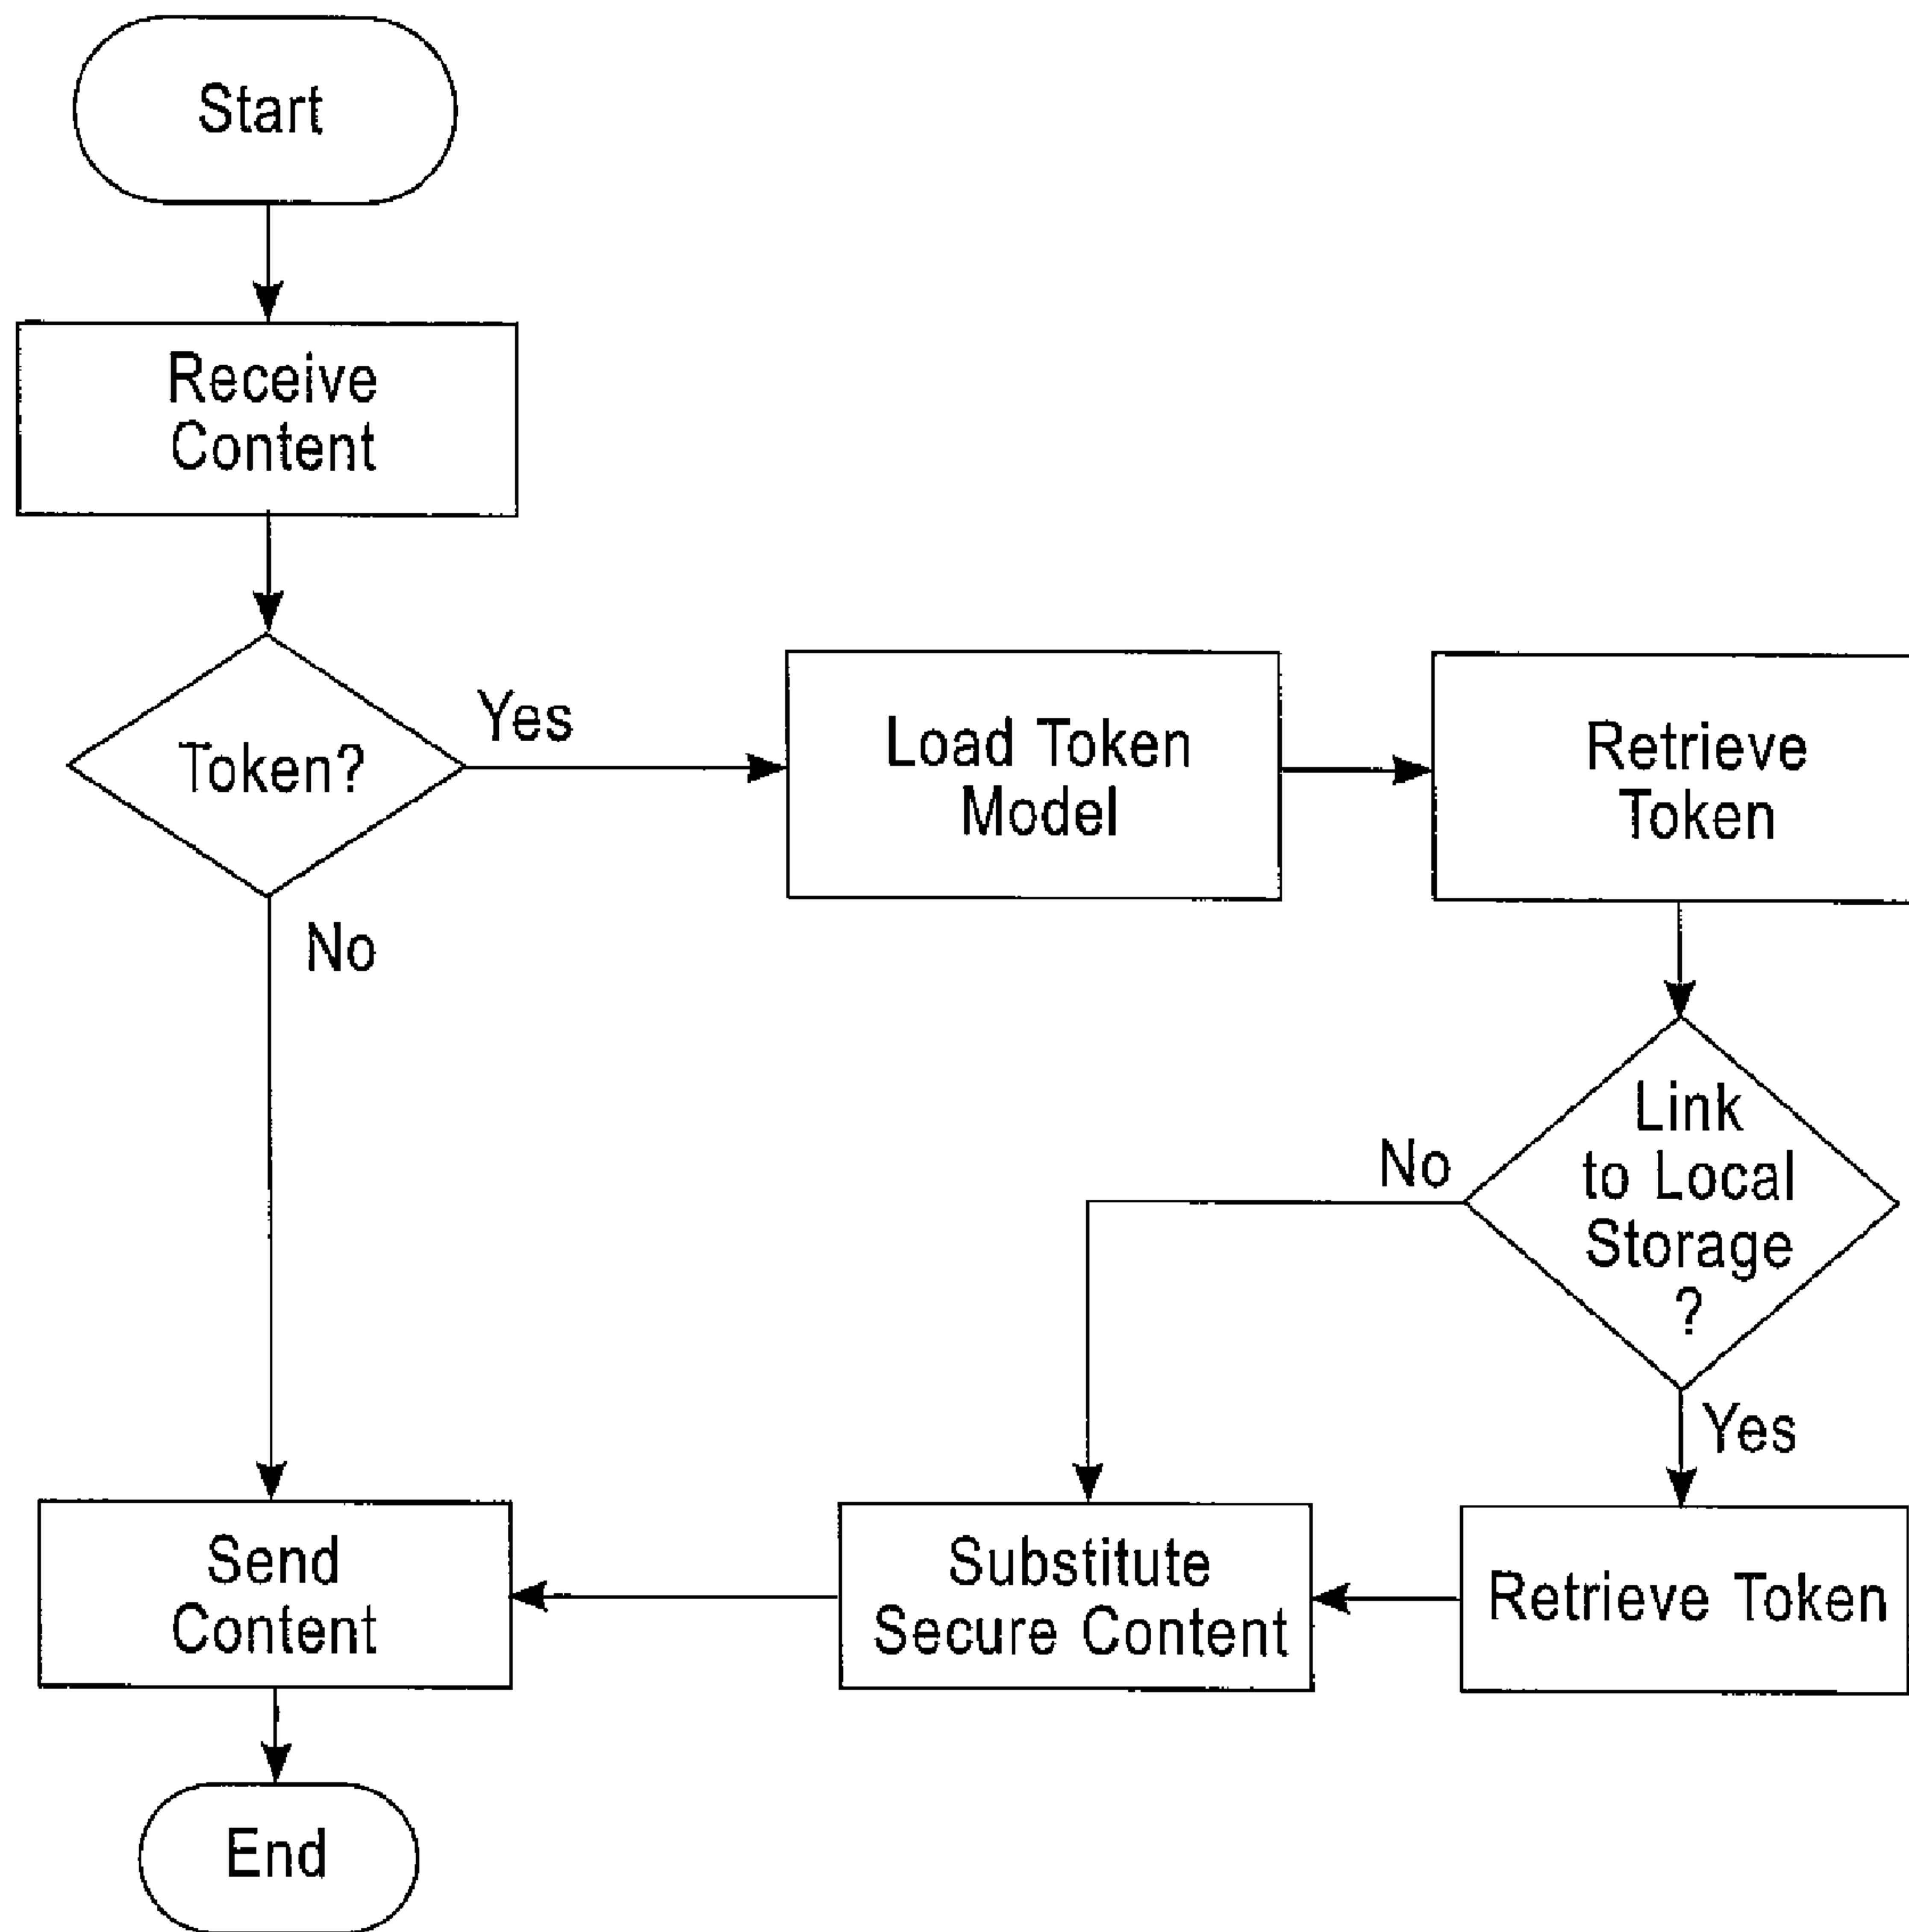 Start
Receive
Content
Token?
Yes
No
Load Token
Model
Retrieve
Token
Link
to Local
Storage
?
No
Yes
Retrieve Token
Substitute
Secure Content
Send
Content
End